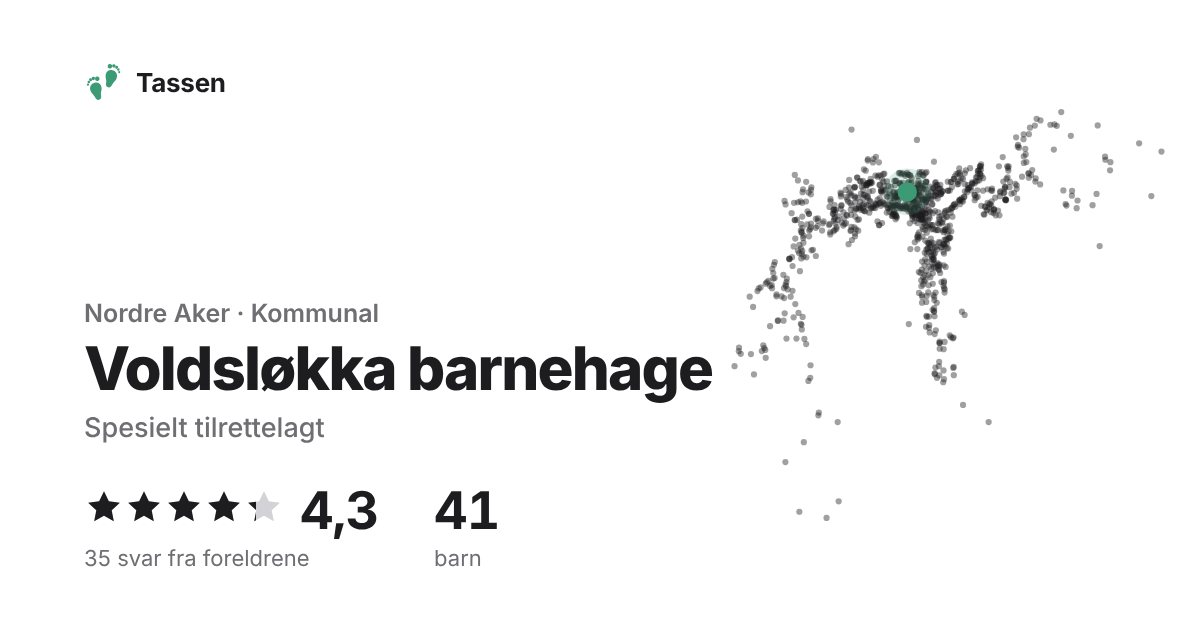 Tassen
Nordre Aker · Kommunal
Voldsløkka barnehage
Spesielt tilrettelagt
4,3
41
35 svar fra foreldrene
barn